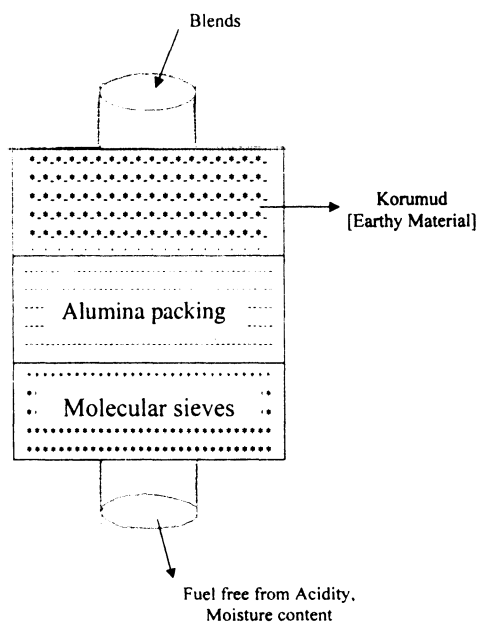 Blends
Korumud
[Earthy Material]
Alumina packing
Molecular sieves
Fuel free from Acidity,
Moisture content